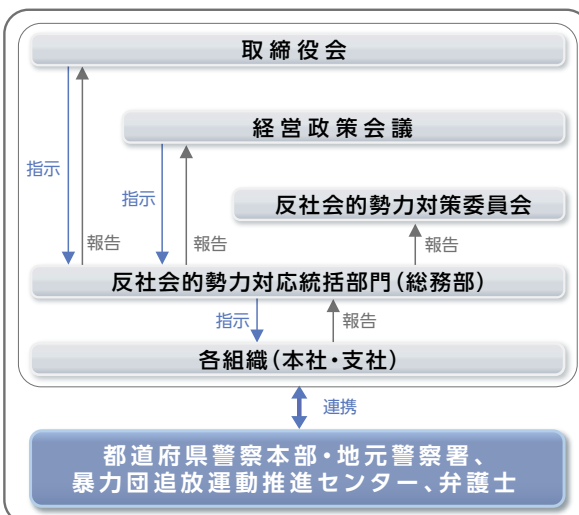 取締役会
経営政策会議
指示
指示
反社会的勢力対策委員会
報告
報告
報告
反社会的勢力対応統括部門(総務部)
指示
報告
各組織(本社・支社)
連携
都道府県警察本部・地元警察署、
暴力団追放運動推進センター、弁護士